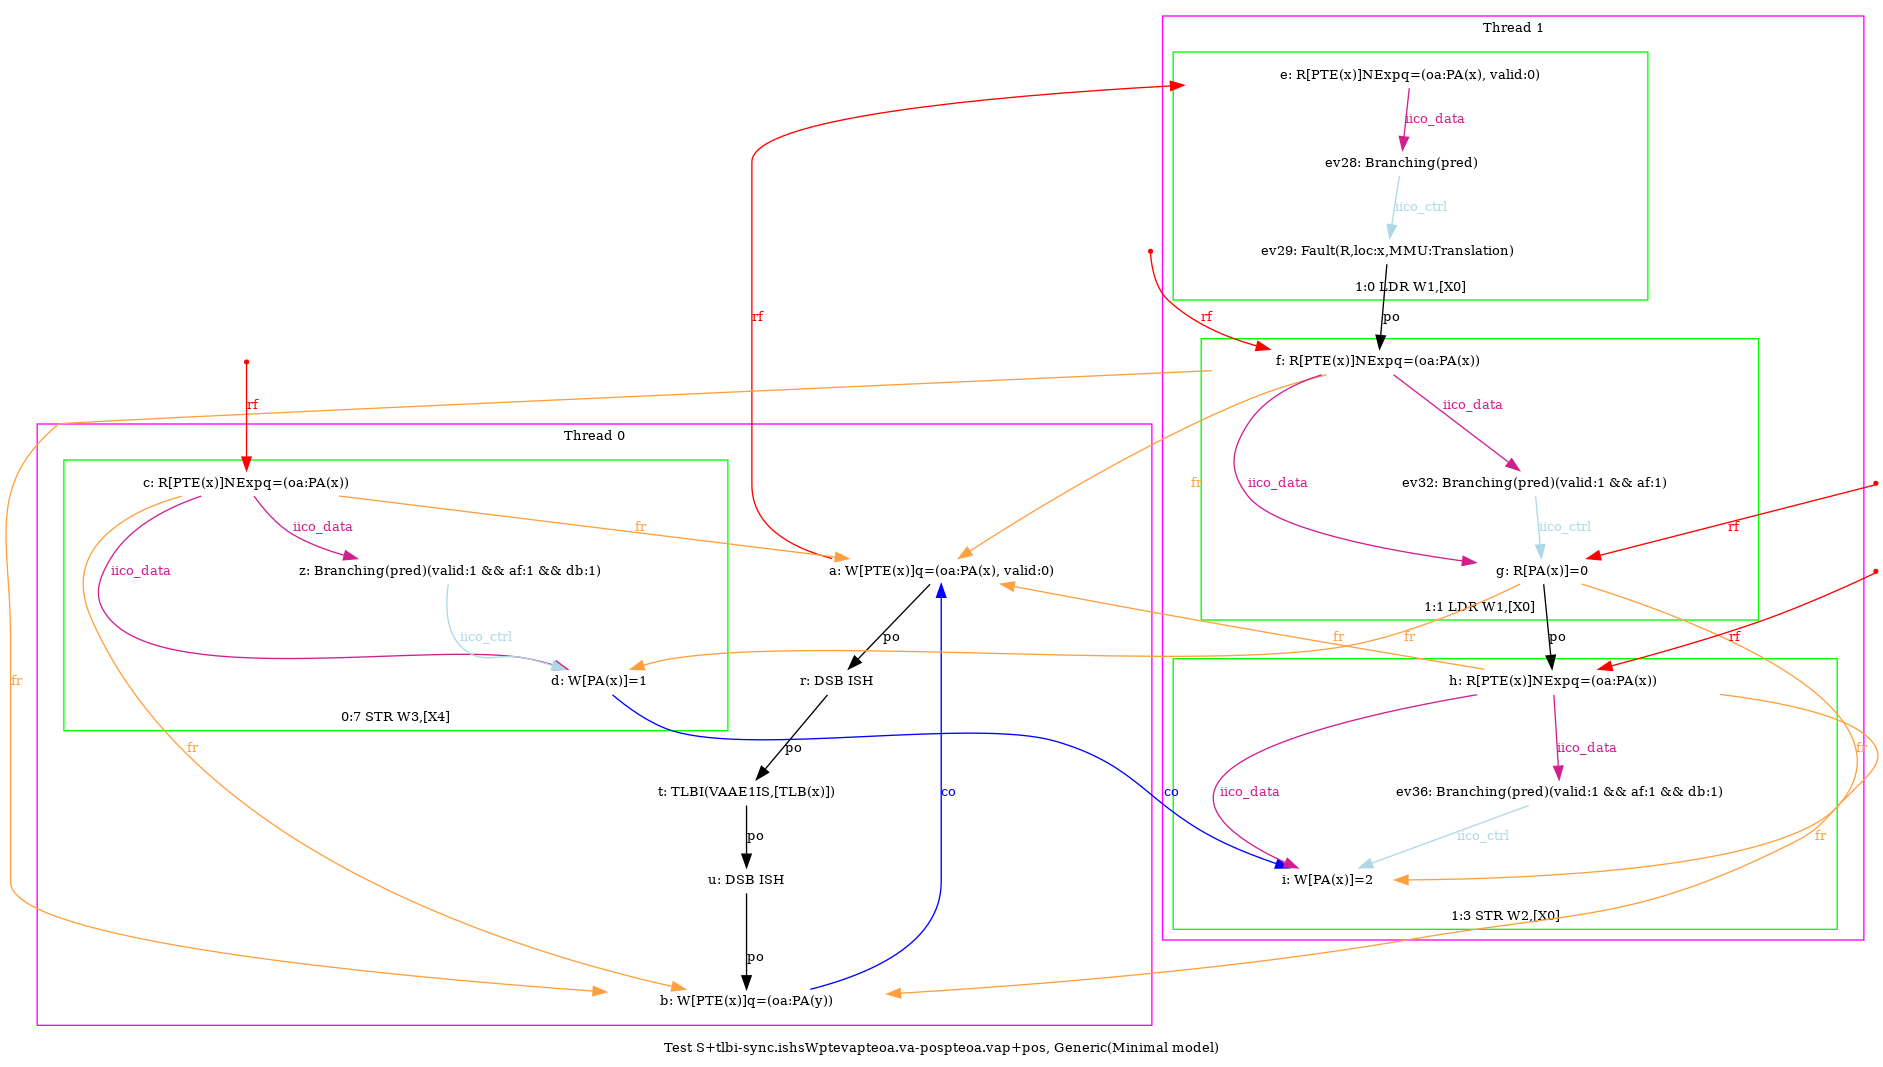 Thread 1
e: R[PTE(x)]NExpq=(oa:PA(x), valid:0)
iico_data
ev28: Branching(pred)
iico_ctrl
ev29: Fault(R,loc:x,MMU:Translation)
1:0 LDR W1,[X0]
rf
rf
po
f: R[PTE(x)]NExpq=(oa:PA(x))
rf
iico_data
Thread 0
c: R[PTE(x)]NExpq=(oa:PA(x))
fr
iico_data
ev32: Branching(pred)(valid:1 && af:1)
iico_data
fr
iico_ctrl
rf
iico_data
z: Branching(pred)(valid:1 && af:1 && db:1)
a: W[PTE(x)]q=(oa:PA(x), valid:0)
g: R[PA(x)]=0
1:1 LDR W1,[X0]
iico_ctrl
po
fr
fr
po
rf
fr
d: W[PA(x)]=1
r: DSB ISH
h: R[PTE(x)]NExpq=(oa:PA(x))
0:7 STR W3,[X4]
fr
po
iico_data
fr
t: TLBI(VAAE1IS,[TLB(x)])
co
co
iico_data
ev36: Branching(pred)(valid:1 && af:1 && db:1)
po
iico_ctrl
fr
u: DSB ISH
i: W[PA(x)]=2
1:3 STR W2,[X0]
po
b: W[PTE(x)]q=(oa:PA(y))
Test S+tlbi-sync.ishsWptevapteoa.va-pospteoa.vap+pos, Generic(Minimal model)